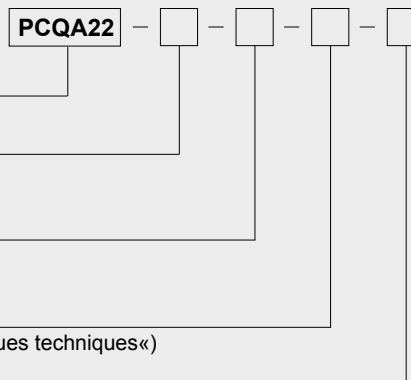 PCQA22 – – – –
ues techniques«)